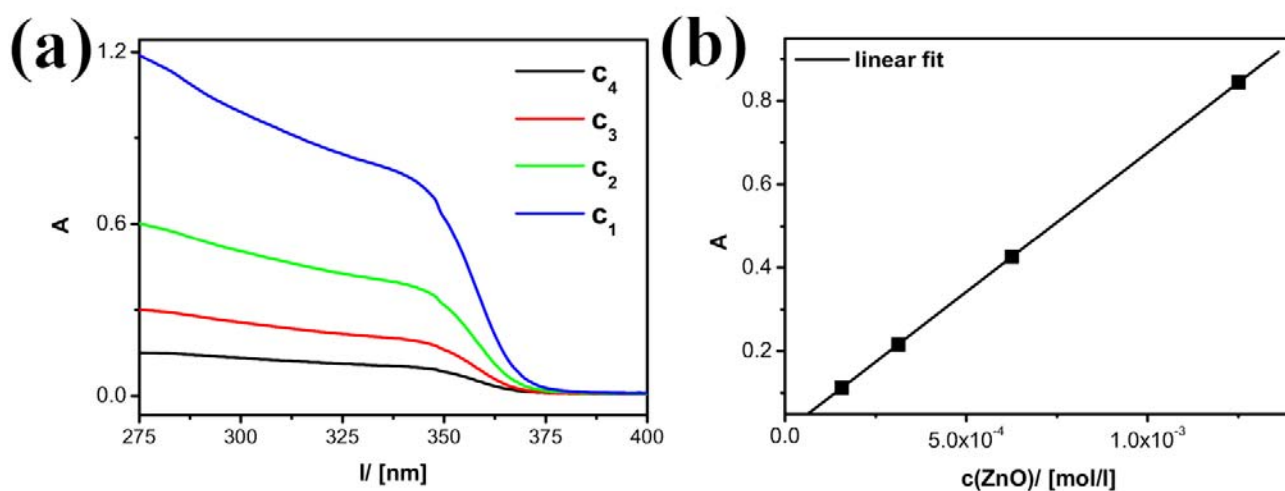 (a)
1.2
0.6
0.0
A
c₄
c₃
c₂
c₁
275 300 325 350 375 400
l/ [nm]
(b)
linear fit
0.8
0.6
0.4
0.2
A
0.0 5.0x10⁻⁴ 1.0x10⁻³
c(ZnO)/ [mol/l]